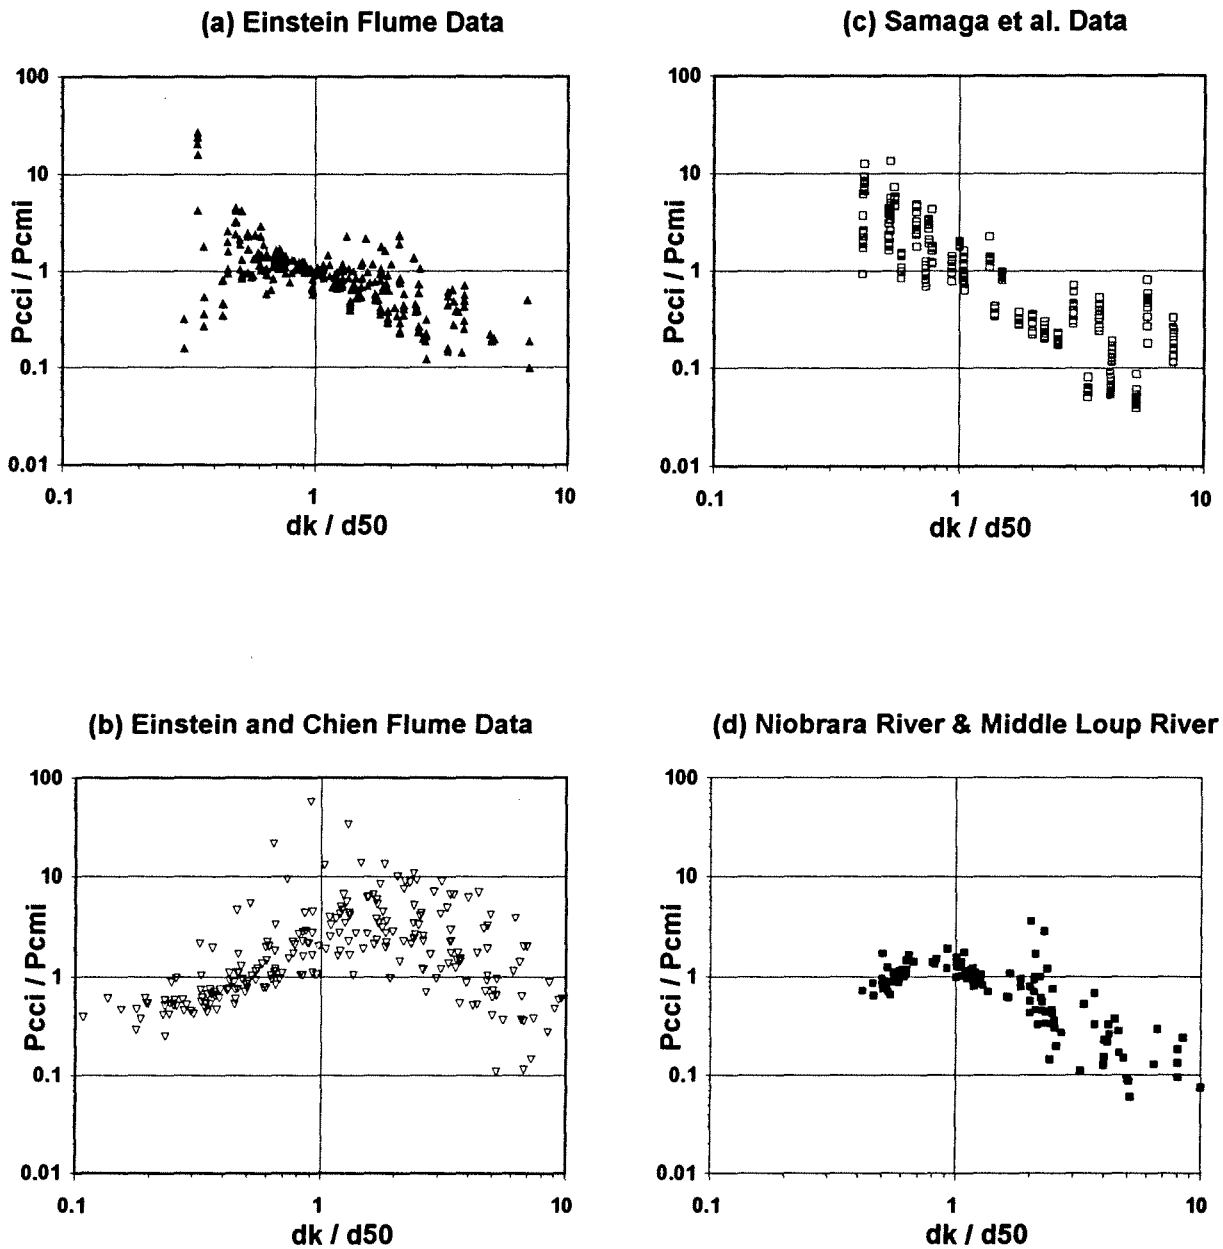 (a) Einstein Flume Data
100
10
1
0.1
0.01
Pcci / Pcmi
0.1
1
10
dk / d50
(c) Samaga et al. Data
100
10
1
0.1
0.01
Pcci / Pcmi
0.1
1
10
dk / d50
(b) Einstein and Chien Flume Data
100
10
1
0.1
0.01
Pcci / Pcmi
0.1
1
10
dk / d50
(d) Niobrara River & Middle Loup River
100
10
1
0.1
0.01
Pcci / Pcmi
0.1
1
10
dk / d50